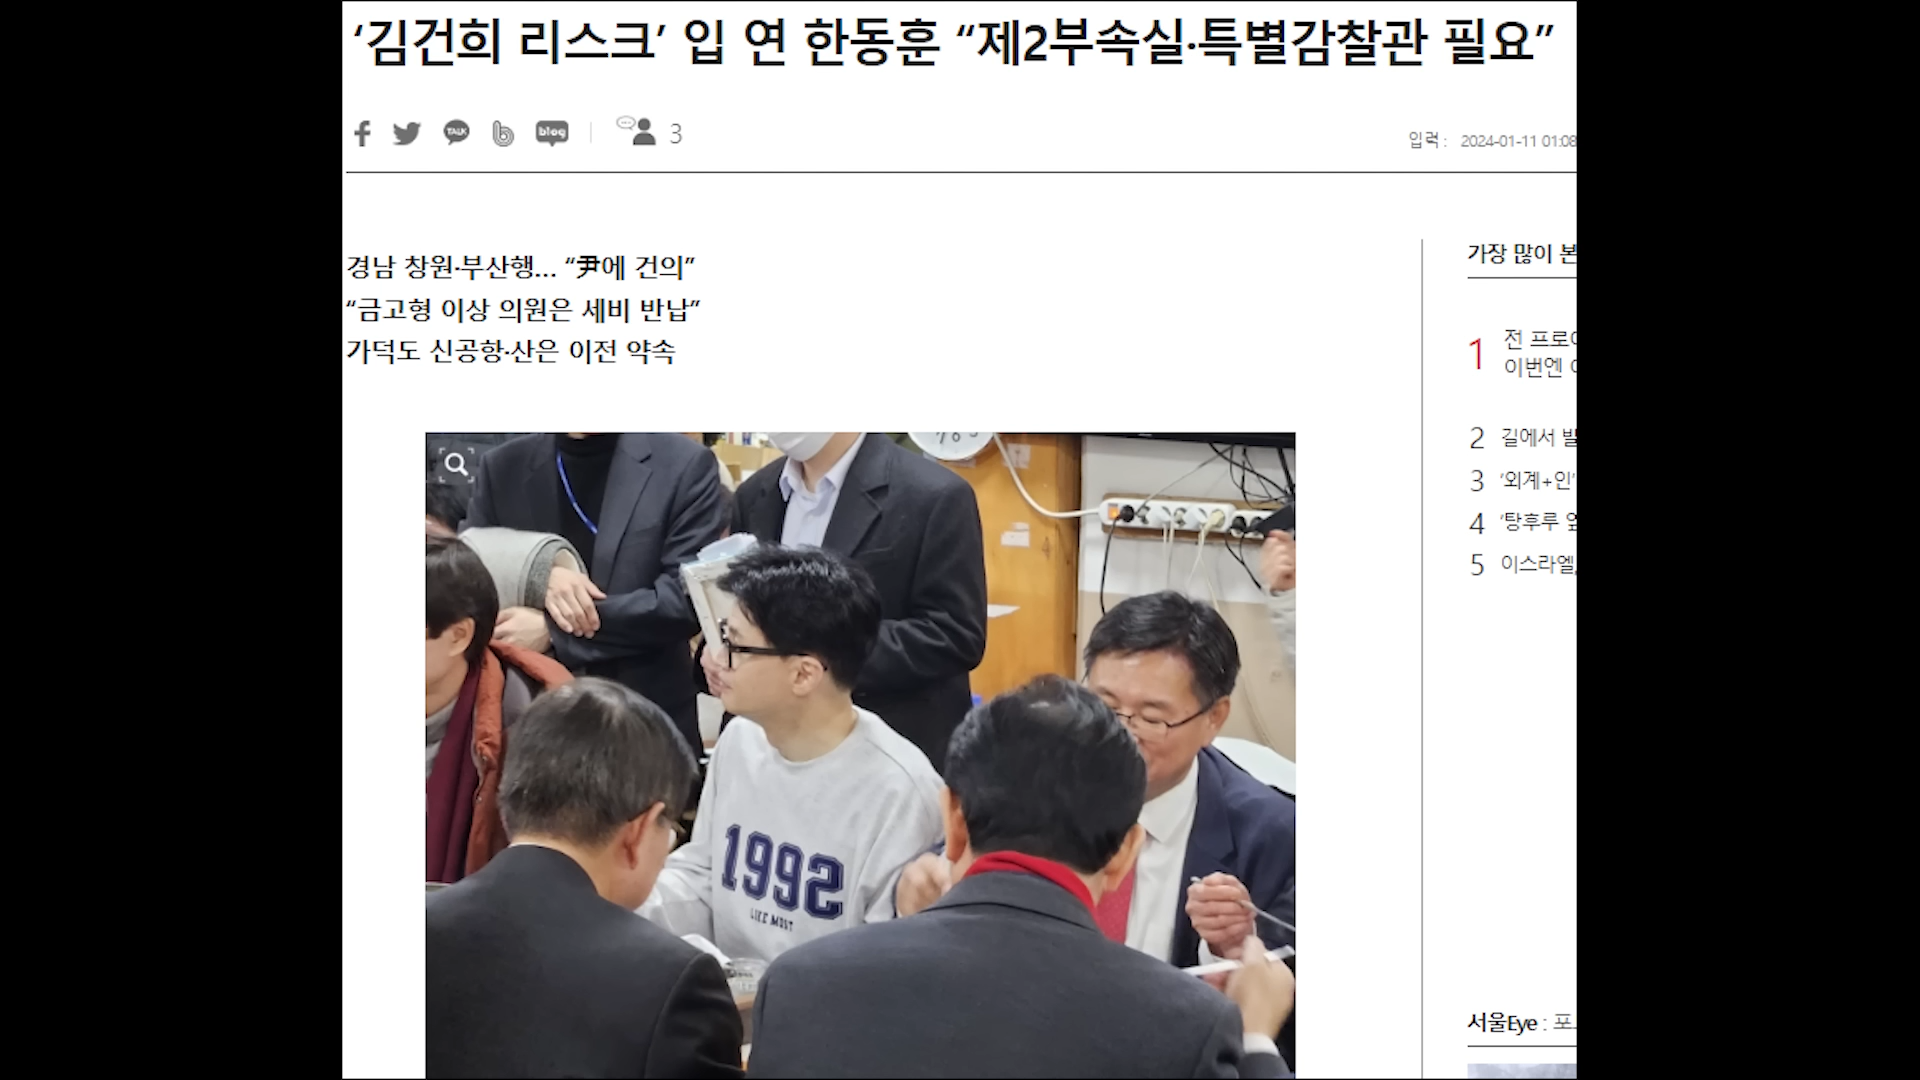 ‘김건희 리스크’ 입 연 한동훈 “제2부속실·특별감찰관 필요”
TALK
blog
3
입력 : 2024-01-11 01:08
경남 창원·부산행… “尹에 건의”
“금고형 이상 의원은 세비 반납”
가덕도 신공항·산은 이전 약속
가장 많이 본
1 전 프로
이번엔
2 길에서
3 ‘외계+인’
4 ‘탕후루
5 이스라엘,
1992
LIKE MOST
서울Eye : 포